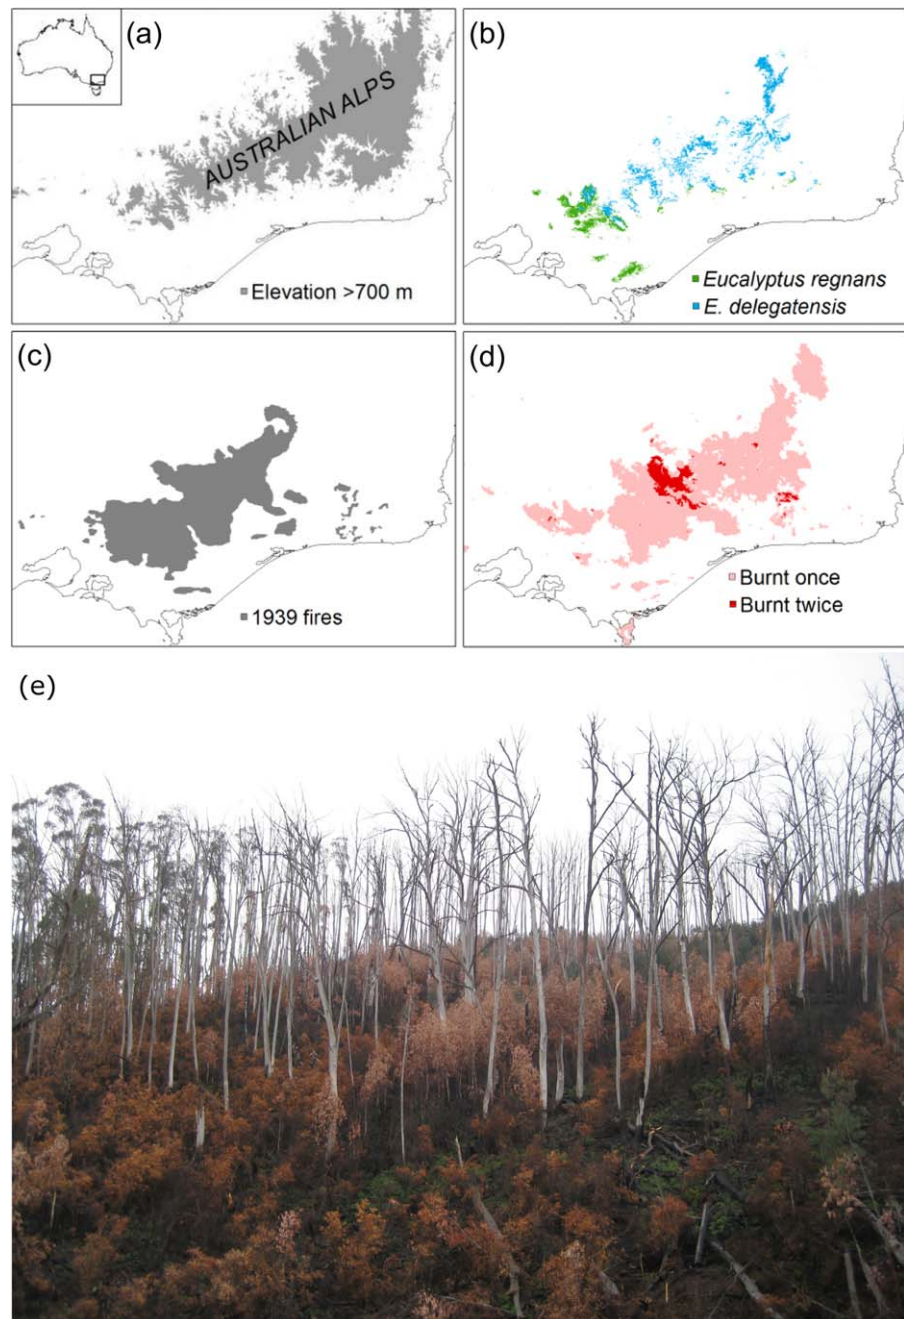 (a)
AUSTRALIAN ALPS
Elevation >700 m
(b)
Eucalyptus regnans
E. delegatensis
(c)
1939 fires
(d)
Burnt once
Burnt twice
(e)